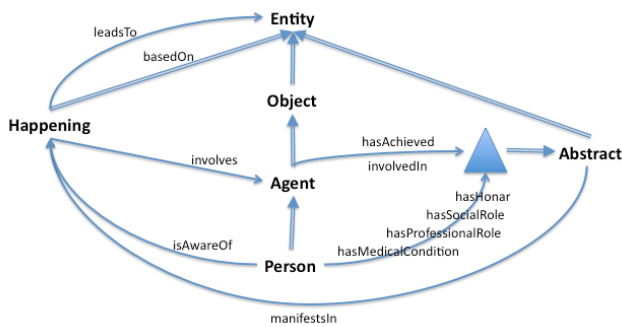 Entity
leadsTo
basedOn
Object
Happening
hasAchieved
involves
involvedIn
Abstract
Agent
hasHonar
hasSocialRole
hasProfessionalRole
isAwareOf
hasMedicalCondition
Person
manifestsIn